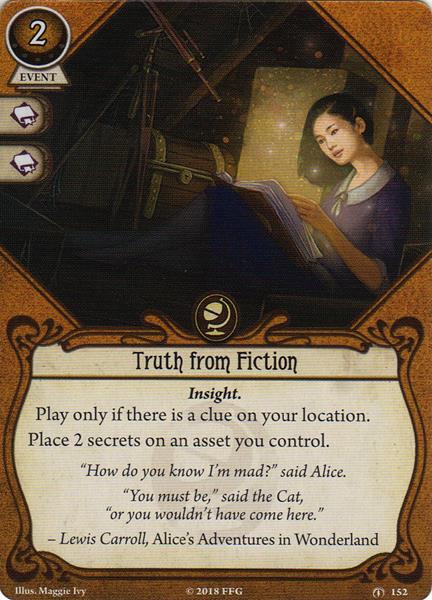 2
EVENT
Truth from Fiction
Insight.
Play only if there is a clue on your location.
Place 2 secrets on an asset you control.
“How do you know I’m mad?” said Alice.
“You must be,” said the Cat,
“or you wouldn’t have come here.”
– Lewis Carroll, Alice’s Adventures in Wonderland
Illus. Maggie Ivy
© 2018 FFG
152